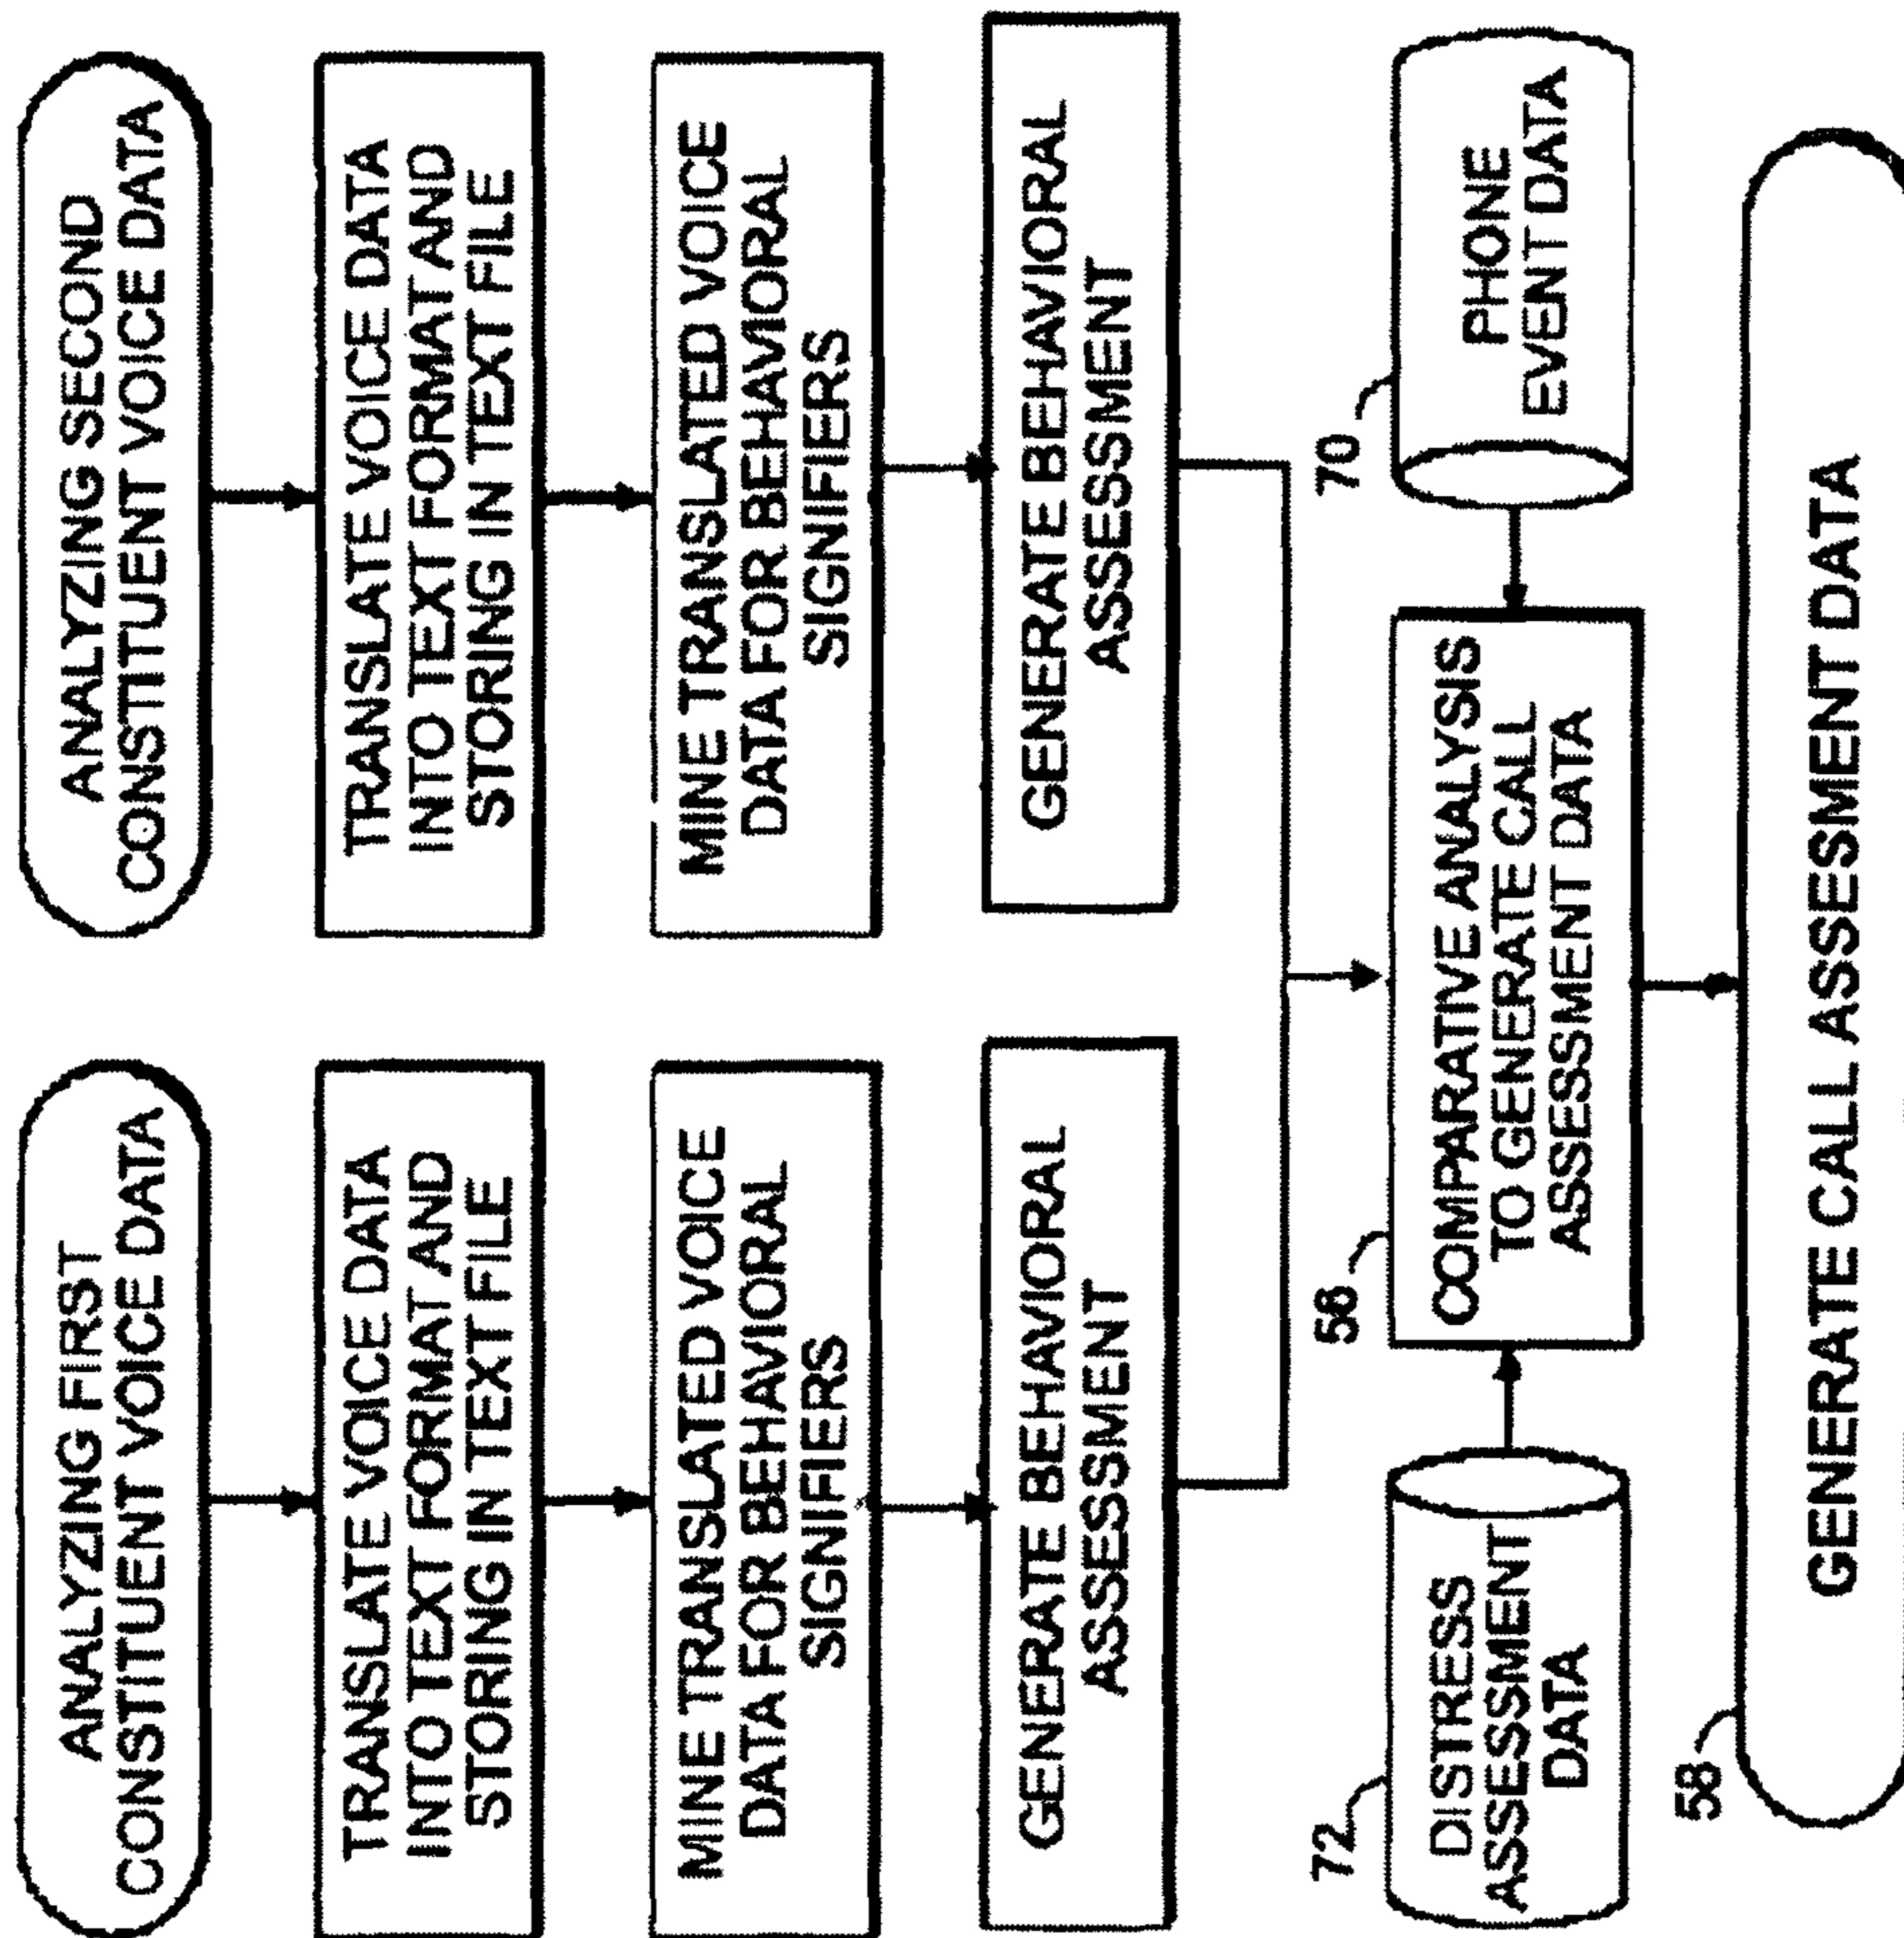 ANALYZING FIRST
CONSTITUENT VOICE DATA
TRANSLATE VOICE DATA
INTO TEXT FORMAT AND
STORING IN TEXT FILE
MINE TRANSLATED VOICE
DATA FOR BEHAVIORAL
SIGNIFIERS
GENERATE BEHAVIORAL
ASSESSMENT
ANALYZING SECOND
CONSTITUENT VOICE DATA
TRANSLATE VOICE DATA
INTO TEXT FORMAT AND
STORING IN TEXT FILE
MINE TRANSLATED VOICE
DATA FOR BEHAVIORAL
SIGNIFIERS
GENERATE BEHAVIORAL
ASSESSMENT
72
DISTRESS
ASSESSMENT
DATA
58
COMPARATIVE ANALYSIS
TO GENERATE CALL
ASSESSMENT DATA
70
PHONE
EVENT DATA
58
GENERATE CALL ASSESSMENT DATA